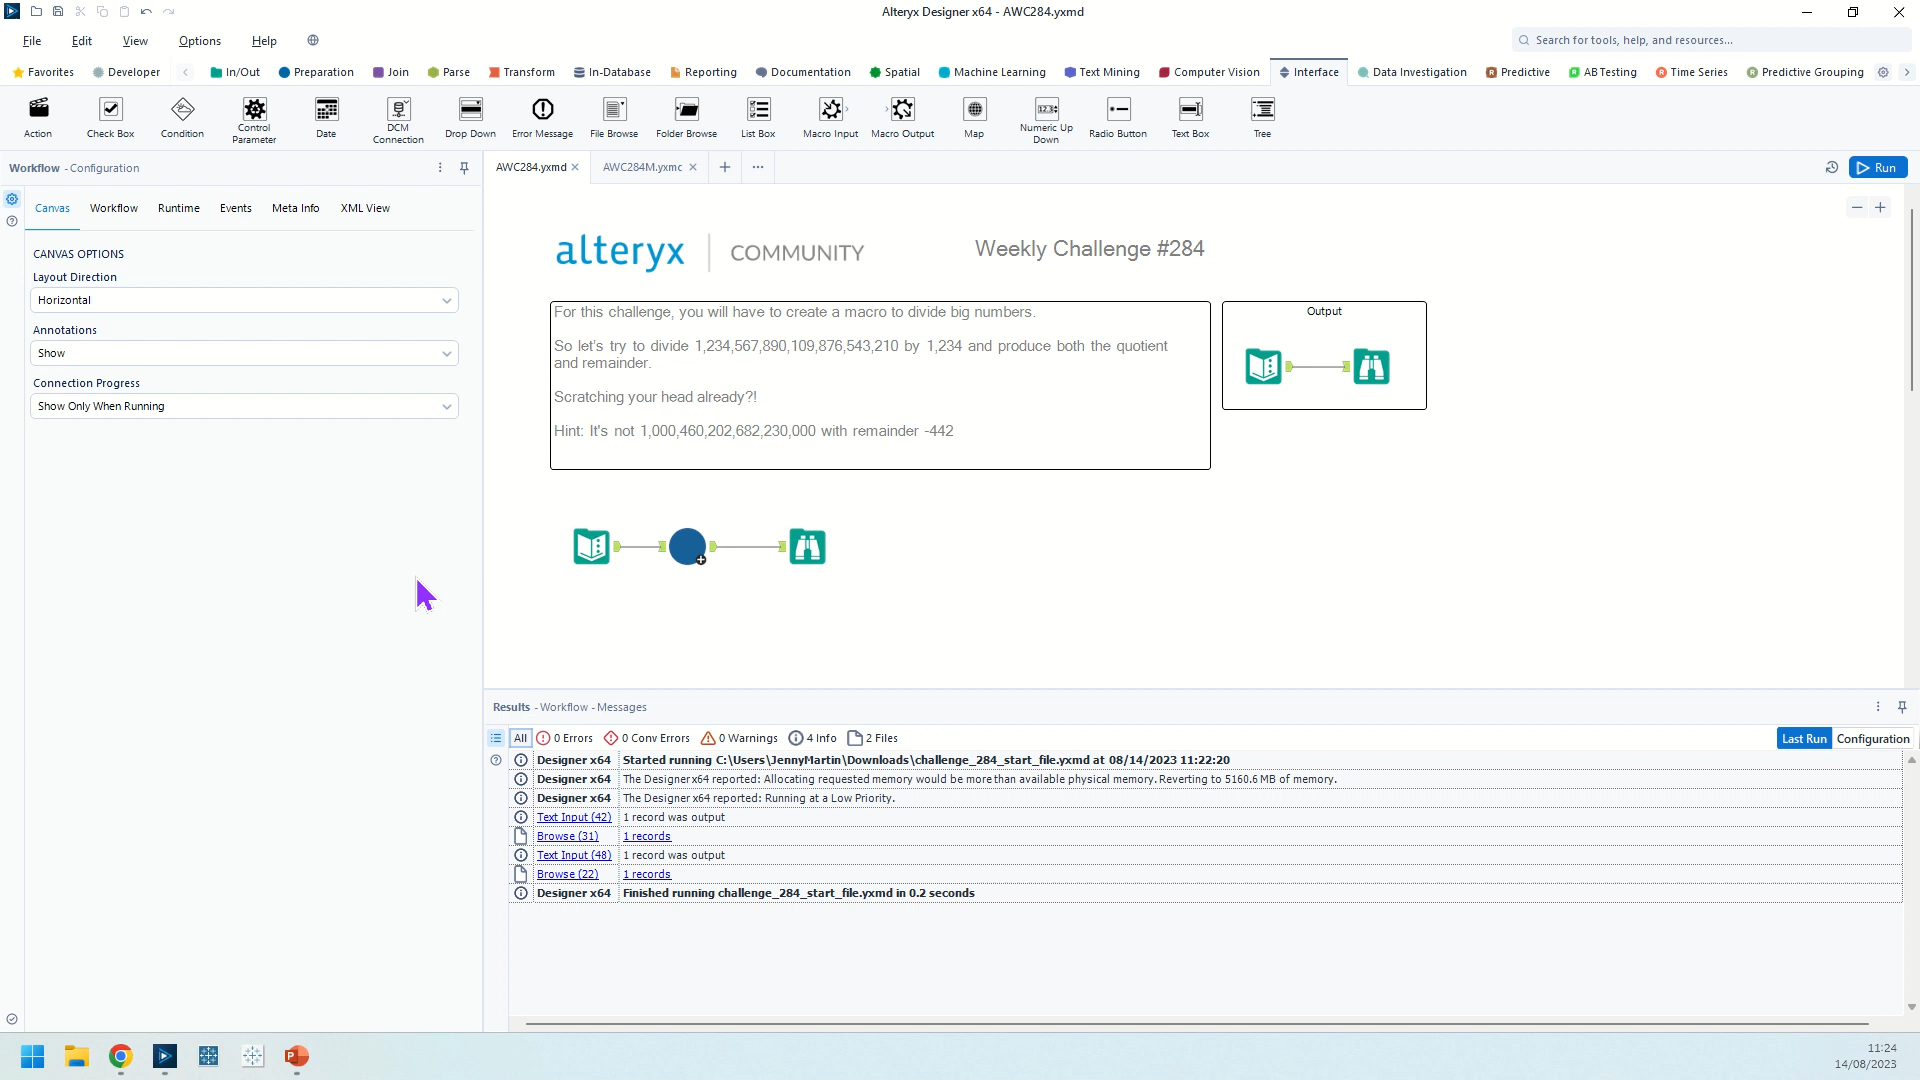 Alteryx Designer x64 - AWC284.yxmd
File Edit View Options Help
Search for tools, help, and resources...
Favorites Developer In/Out Preparation Join Parse Transform In-Database Reporting Documentation Spatial Machine Learning Text Mining Computer Vision Interface Data Investigation Predictive AB Testing Time Series Predictive Grouping
Action Check Box Condition Control Parameter Date DCM Connection Drop Down Error Message File Browse Folder Browse List Box Macro Input Macro Output Map Numeric Up Down Radio Button Text Box Tree
Workflow - Configuration
AWC284.yxmd AWC284M.yxmc
Run
Canvas Workflow Runtime Events Meta Info XML View
CANVAS OPTIONS
Layout Direction
Horizontal
Annotations
Show
Connection Progress
Show Only When Running
alteryx COMMUNITY
Weekly Challenge #284
For this challenge, you will have to create a macro to divide big numbers.
So let's try to divide 1,234,567,890,109,876,543,210 by 1,234 and produce both the quotient
and remainder.
Scratching your head already?!
Hint: It's not 1,000,460,202,682,230,000 with remainder -442
Output
Results - Workflow - Messages
All 0 Errors 0 Conv Errors 0 Warnings 4 Info 2 Files
Last Run Configuration
Designer x64 Started running C:\Users\JennyMartin\Downloads\challenge_284_start_file.yxmd at 08/14/2023 11:22:20
Designer x64 The Designer x64 reported: Allocating requested memory would be more than available physical memory. Reverting to 5160.6 MB of memory.
Designer x64 The Designer x64 reported: Running at a Low Priority.
Text Input (42) 1 record was output
Browse (31) 1 records
Text Input (48) 1 record was output
Browse (22) 1 records
Designer x64 Finished running challenge_284_start_file.yxmd in 0.2 seconds
11:24
14/08/2023